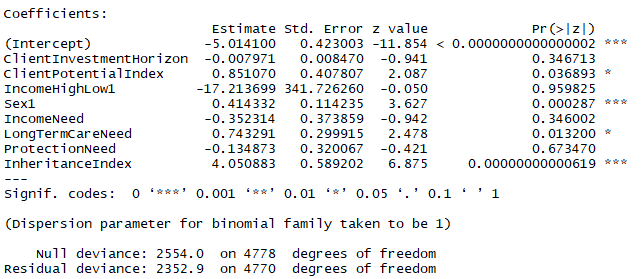 Coefficients:
                          Estimate Std. Error z value             Pr(>|z|)
(Intercept)              -5.014100   0.423003 -11.854 < 0.0000000000000002 ***
ClientInvestmentHorizon  -0.007971   0.008470  -0.941             0.346713
ClientPotentialIndex      0.851070   0.407807   2.087             0.036893 *
IncomeHighLow1          -17.213699 341.726260  -0.050             0.959825
Sex1                      0.414332   0.114235   3.627             0.000287 ***
IncomeNeed               -0.352314   0.373859  -0.942             0.346002
LongTermCareNeed          0.743291   0.299915   2.478             0.013200 *
ProtectionNeed           -0.134873   0.320067  -0.421             0.673470
InheritanceIndex          4.050883   0.589202   6.875     0.00000000000619 ***
---
Signif. codes:  0 ‘***’ 0.001 ‘**’ 0.01 ‘*’ 0.05 ‘.’ 0.1 ‘ ’ 1
(Dispersion parameter for binomial family taken to be 1)
    Null deviance: 2554.0  on 4778  degrees of freedom
Residual deviance: 2352.9  on 4770  degrees of freedom